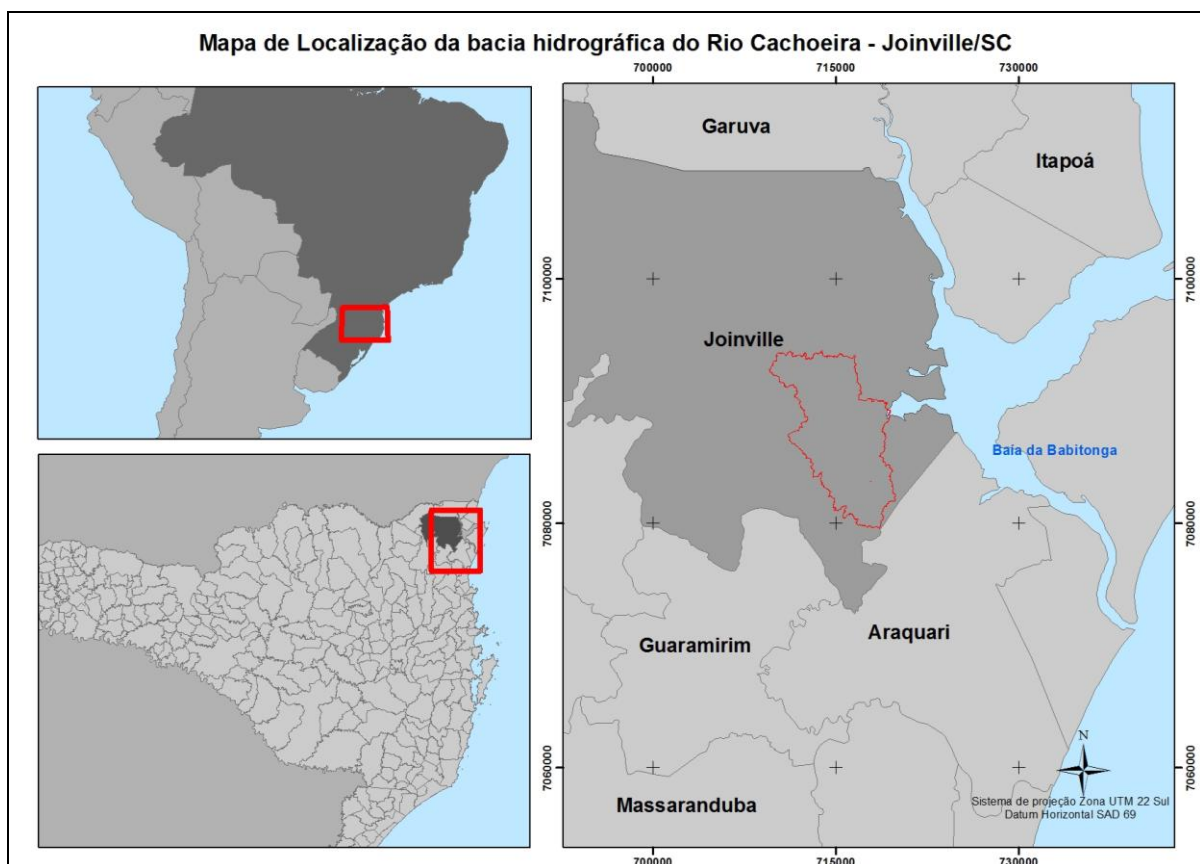 Mapa de Localização da bacia hidrográfica do Rio Cachoeira - Joinville/SC
700000 715000 730000
Garuva
Itapoá
7100000 7100000
Joinville
Baía da Babitonga
7080000 7080000
Araquari
Guaramirim
N
7060000 7060000
Massaranduba
Sistema de projeção Zona UTM 22 Sul
Datum Horizontal SAD 69
700000 715000 730000